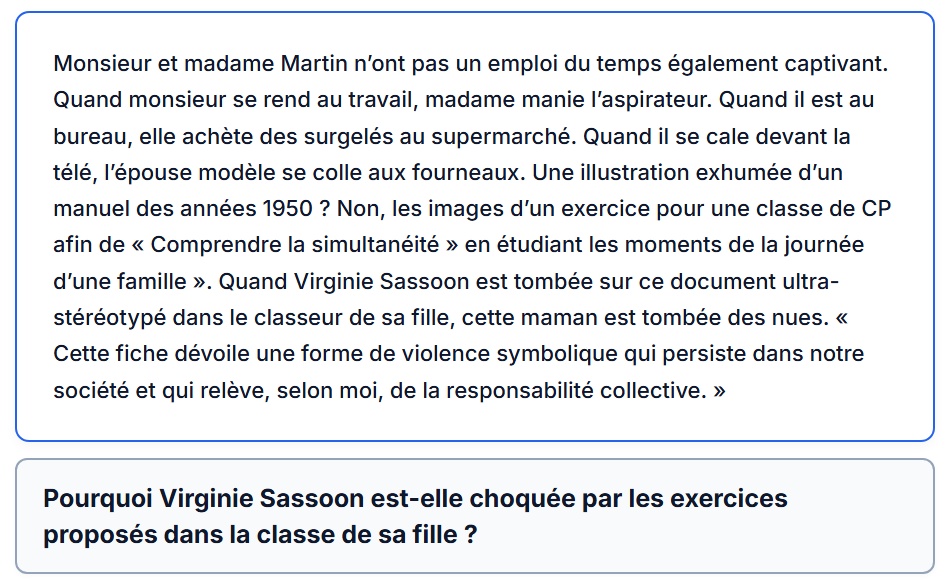 Monsieur et madame Martin n’ont pas un emploi du temps également captivant.
Quand monsieur se rend au travail, madame manie l’aspirateur. Quand il est au
bureau, elle achète des surgelés au supermarché. Quand il se cale devant la
télé, l’épouse modèle se colle aux fourneaux. Une illustration exhumée d’un
manuel des années 1950 ? Non, les images d’un exercice pour une classe de CP
afin de « Comprendre la simultanéité » en étudiant les moments de la journée
d’une famille ». Quand Virginie Sassoon est tombée sur ce document ultra-
stéréotypé dans le classeur de sa fille, cette maman est tombée des nues. «
Cette fiche dévoile une forme de violence symbolique qui persiste dans notre
société et qui relève, selon moi, de la responsabilité collective. »
Pourquoi Virginie Sassoon est-elle choquée par les exercices
proposés dans la classe de sa fille ?